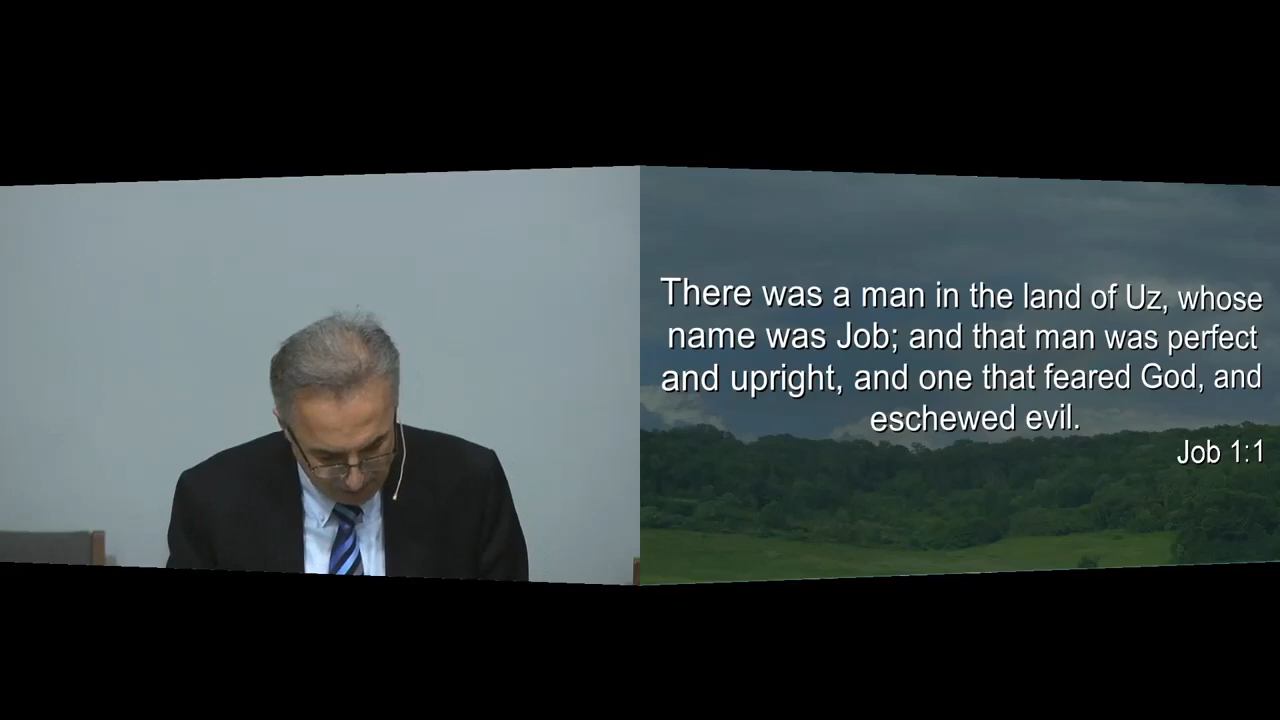 There was a man in the land of Uz, whose
name was Job; and that man was perfect
and upright, and one that feared God, and
eschewed evil.
Job 1:1